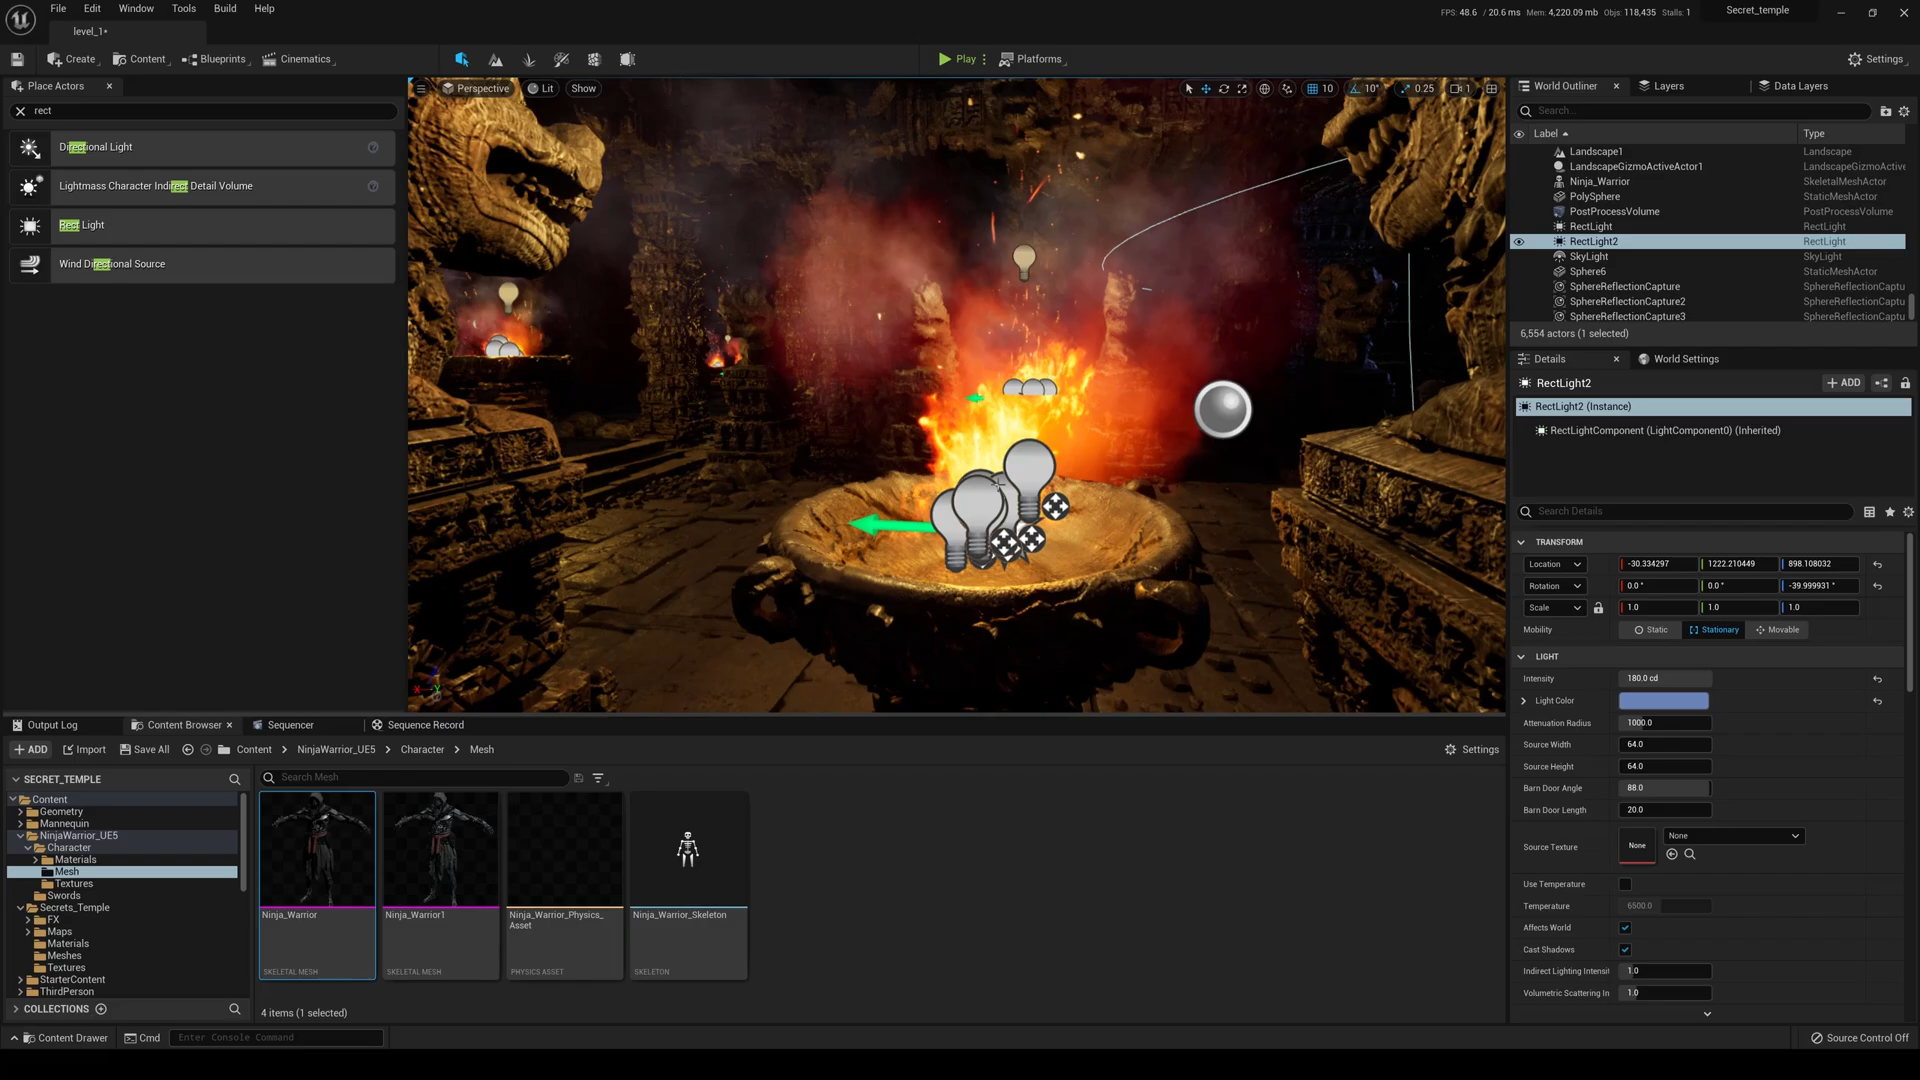 File Edit Window Tools Build Help
FPS: 48.6 / 20.6 ms Mem: 4,220.09 mb Objs: 118,435 Stalls: 1
Secret_temple
level_1*
Create
Content
Blueprints
Cinematics
Play
Platforms
Settings
Place Actors
rect
Directional Light
Lightmass Character Indirect Detail Volume
Rect Light
Wind Directional Source
Perspective
Lit
Show
10
10°
0.25
1
World Outliner
Layers
Data Layers
Search...
Label
Type
Landscape1 Landscape
LandscapeGizmoActiveActor1 LandscapeGizmoActive
Ninja_Warrior SkeletalMeshActor
PolySphere StaticMeshActor
PostProcessVolume PostProcessVolume
RectLight RectLight
RectLight2 RectLight
SkyLight SkyLight
Sphere6 StaticMeshActor
SphereReflectionCapture SphereReflectionCaptu
SphereReflectionCapture2 SphereReflectionCaptu
SphereReflectionCapture3 SphereReflectionCaptu
6,554 actors (1 selected)
Details
World Settings
RectLight2
ADD
RectLight2 (Instance)
RectLightComponent (LightComponent0) (Inherited)
Search Details
TRANSFORM
Location -30.334297 1222.210449 898.108032
Rotation 0.0 ° 0.0 ° -39.999931 °
Scale 1.0 1.0 1.0
Mobility Static Stationary Movable
LIGHT
Intensity 180.0 cd
Light Color
Attenuation Radius 1000.0
Source Width 64.0
Source Height 64.0
Barn Door Angle 88.0
Barn Door Length 20.0
Source Texture None None
Use Temperature
Temperature 6500.0
Affects World
Cast Shadows
Indirect Lighting Intensit 1.0
Volumetric Scattering In 1.0
Output Log
Content Browser
Sequencer
Sequence Record
ADD
Import
Save All
Content
NinjaWarrior_UE5
Character
Mesh
Settings
SECRET_TEMPLE
Search Mesh
Content
Geometry
Mannequin
NinjaWarrior_UE5
Character
Materials
Mesh
Textures
Swords
Secrets_Temple
FX
Maps
Materials
Meshes
Textures
StarterContent
ThirdPerson
COLLECTIONS
Ninja_Warrior
SKELETAL MESH
Ninja_Warrior1
SKELETAL MESH
Ninja_Warrior_Physics_
Asset
PHYSICS ASSET
Ninja_Warrior_Skeleton
SKELETON
4 items (1 selected)
Content Drawer
Cmd
Enter Console Command
Source Control Off